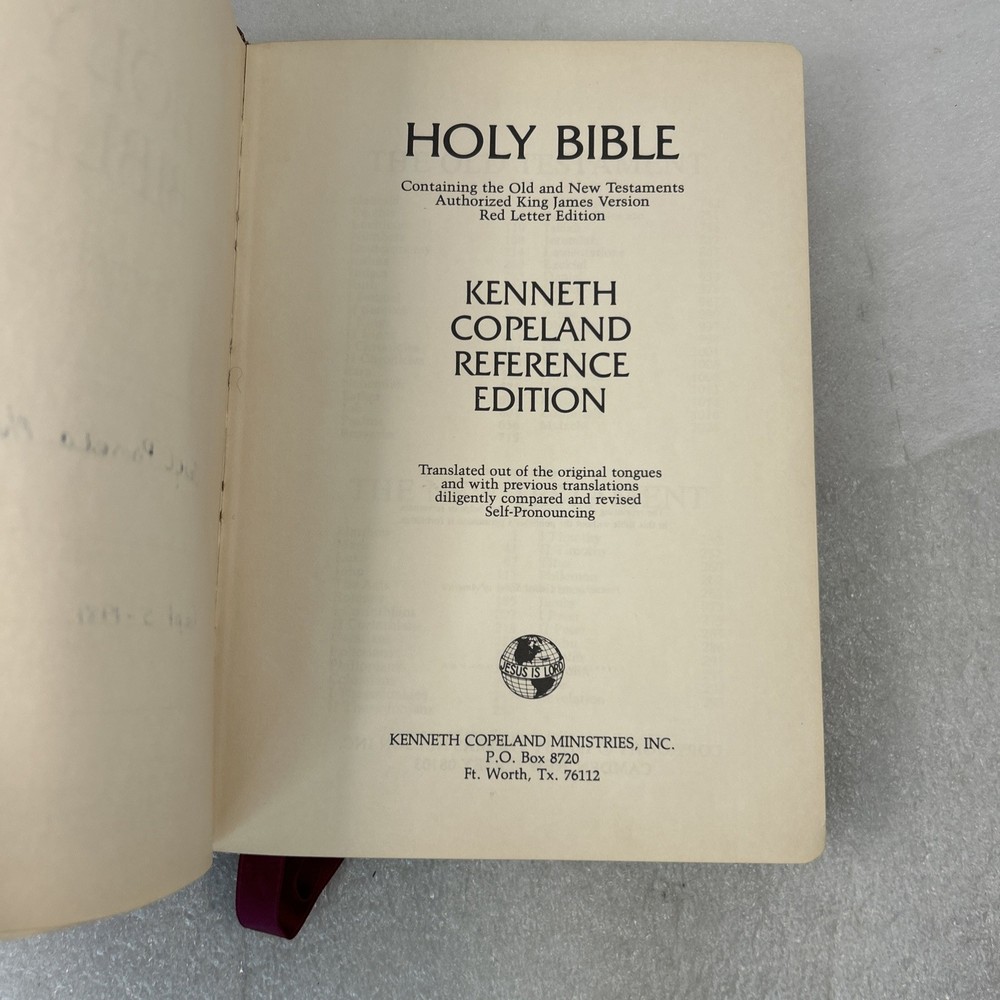 HOLY BIBLE
Containing the Old and New Testaments
Authorized King James Version
Red Letter Edition
KENNETH
COPELAND
REFERENCE
EDITION
Translated out of the original tongues
and with previous translations
diligently compared and revised
Self-Pronouncing
JESUS IS LORD
KENNETH COPELAND MINISTRIES, INC.
P.O. Box 8720
Ft. Worth, Tx. 76112